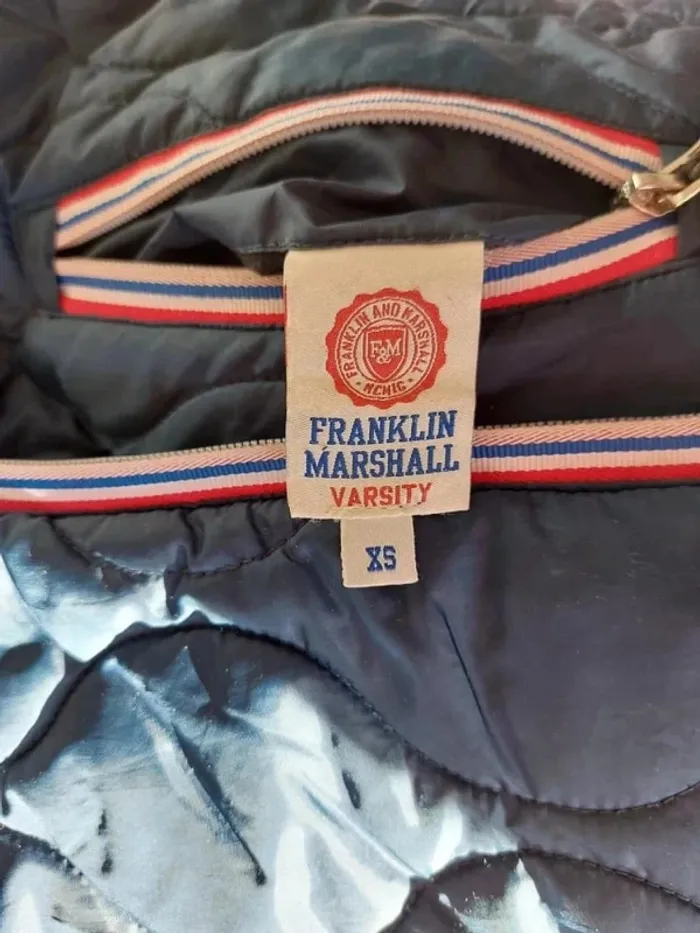 FRANKLIN AND MARSHALL
F&M
MCMIC
FRANKLIN
MARSHALL
VARSITY
XS